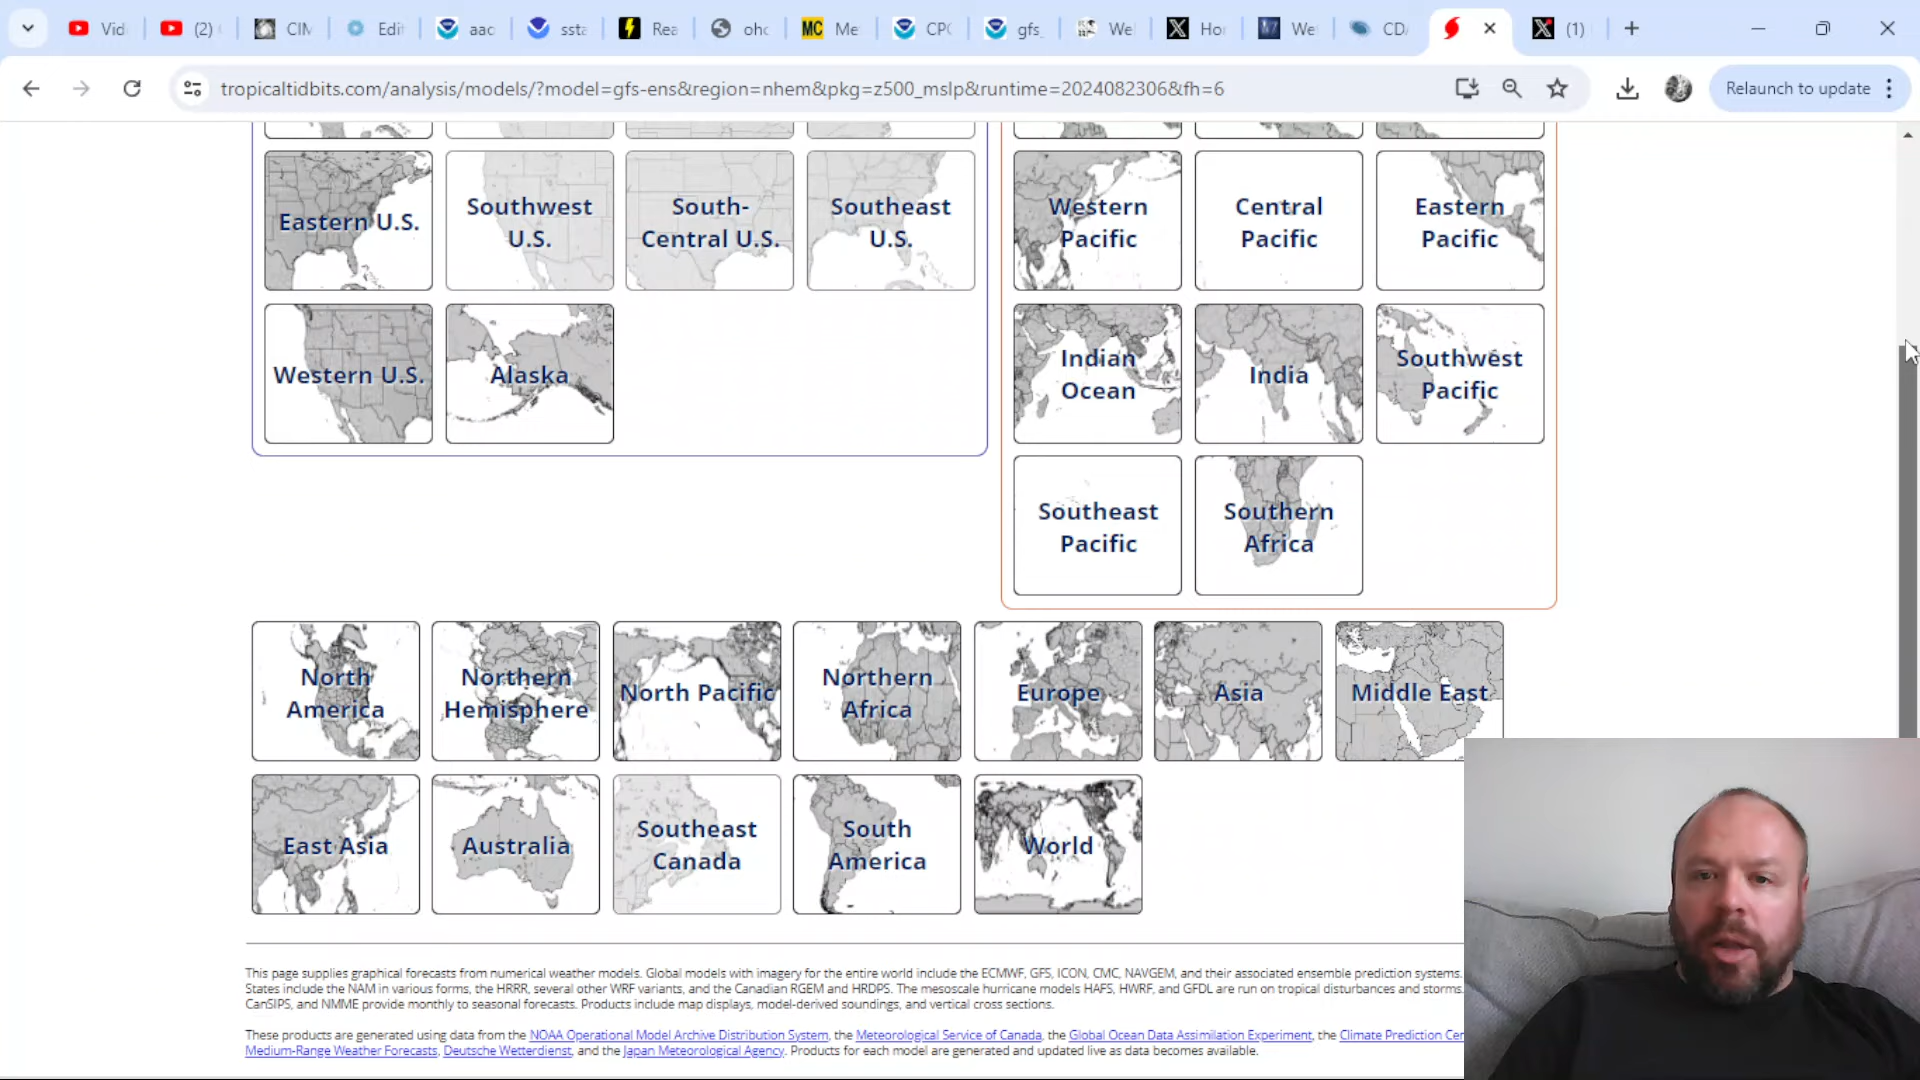 Vid
(2)
CIM
Edit
aac
ssta
Rea
ohc
MC
Me
CPC
gfs_
We
Hor
We
CDA
(1)
tropicaltidbits.com/analysis/models/?model=gfs-ens&region=nhem&pkg=z500_mslp&runtime=2024082306&fh=6
Relaunch to update
Eastern U.S.
Southwest
U.S.
South-
Central U.S.
Southeast
U.S.
Western
Pacific
Central
Pacific
Eastern
Pacific
Western U.S.
Alaska
Indian
Ocean
India
Southwest
Pacific
Southeast
Pacific
Southern
Africa
North
America
Northern
Hemisphere
North Pacific
Northern
Africa
Europe
Asia
Middle East
East Asia
Australia
Southeast
Canada
South
America
World
This page supplies graphical forecasts from numerical weather models. Global models with imagery for the entire world include the ECMWF, GFS, ICON, CMC, NAVGEM, and their associated ensemble prediction systems.
States include the NAM in various forms, the HRRR, several other WRF variants, and the Canadian RGEM and HRDPS. The mesoscale hurricane models HAFS, HWRF, and GFDL are run on tropical disturbances and storms.
CanSIPS, and NMME provide monthly to seasonal forecasts. Products include map displays, model-derived soundings, and vertical cross sections.
These products are generated using data from the NOAA Operational Model Archive Distribution System, the Meteorological Service of Canada, the Global Ocean Data Assimilation Experiment, the Climate Prediction Cen
Medium-Range Weather Forecasts, Deutsche Wetterdienst, and the Japan Meteorological Agency. Products for each model are generated and updated live as data becomes available.